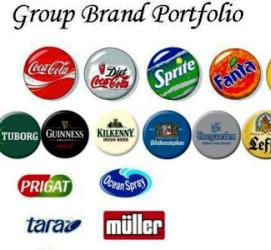 Group Brand Portfolio
Coca-Cola Diet Coca-Cola Sprite Fanta
TUBORG GUINNESS KILKENNY Weihenstephan Hoegaarden Leff
PRIGAT Ocean Spray
tara
müller